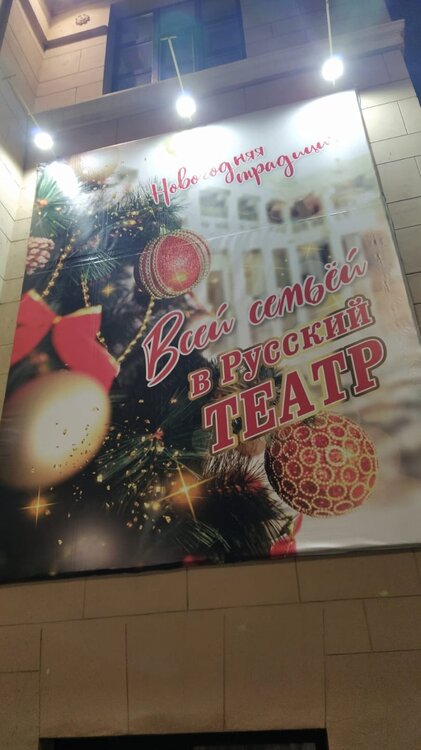 Новогодняя
традиция
Всей семьёй
в Русский
ТЕАТР